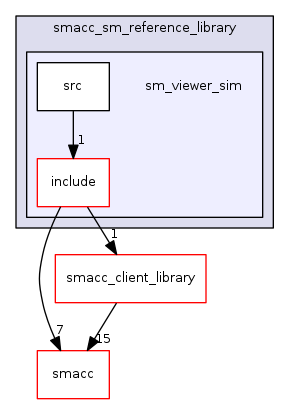 smacc_sm_reference_library
src
sm_viewer_sim
1
include
1
smacc_client_library
7
15
smacc